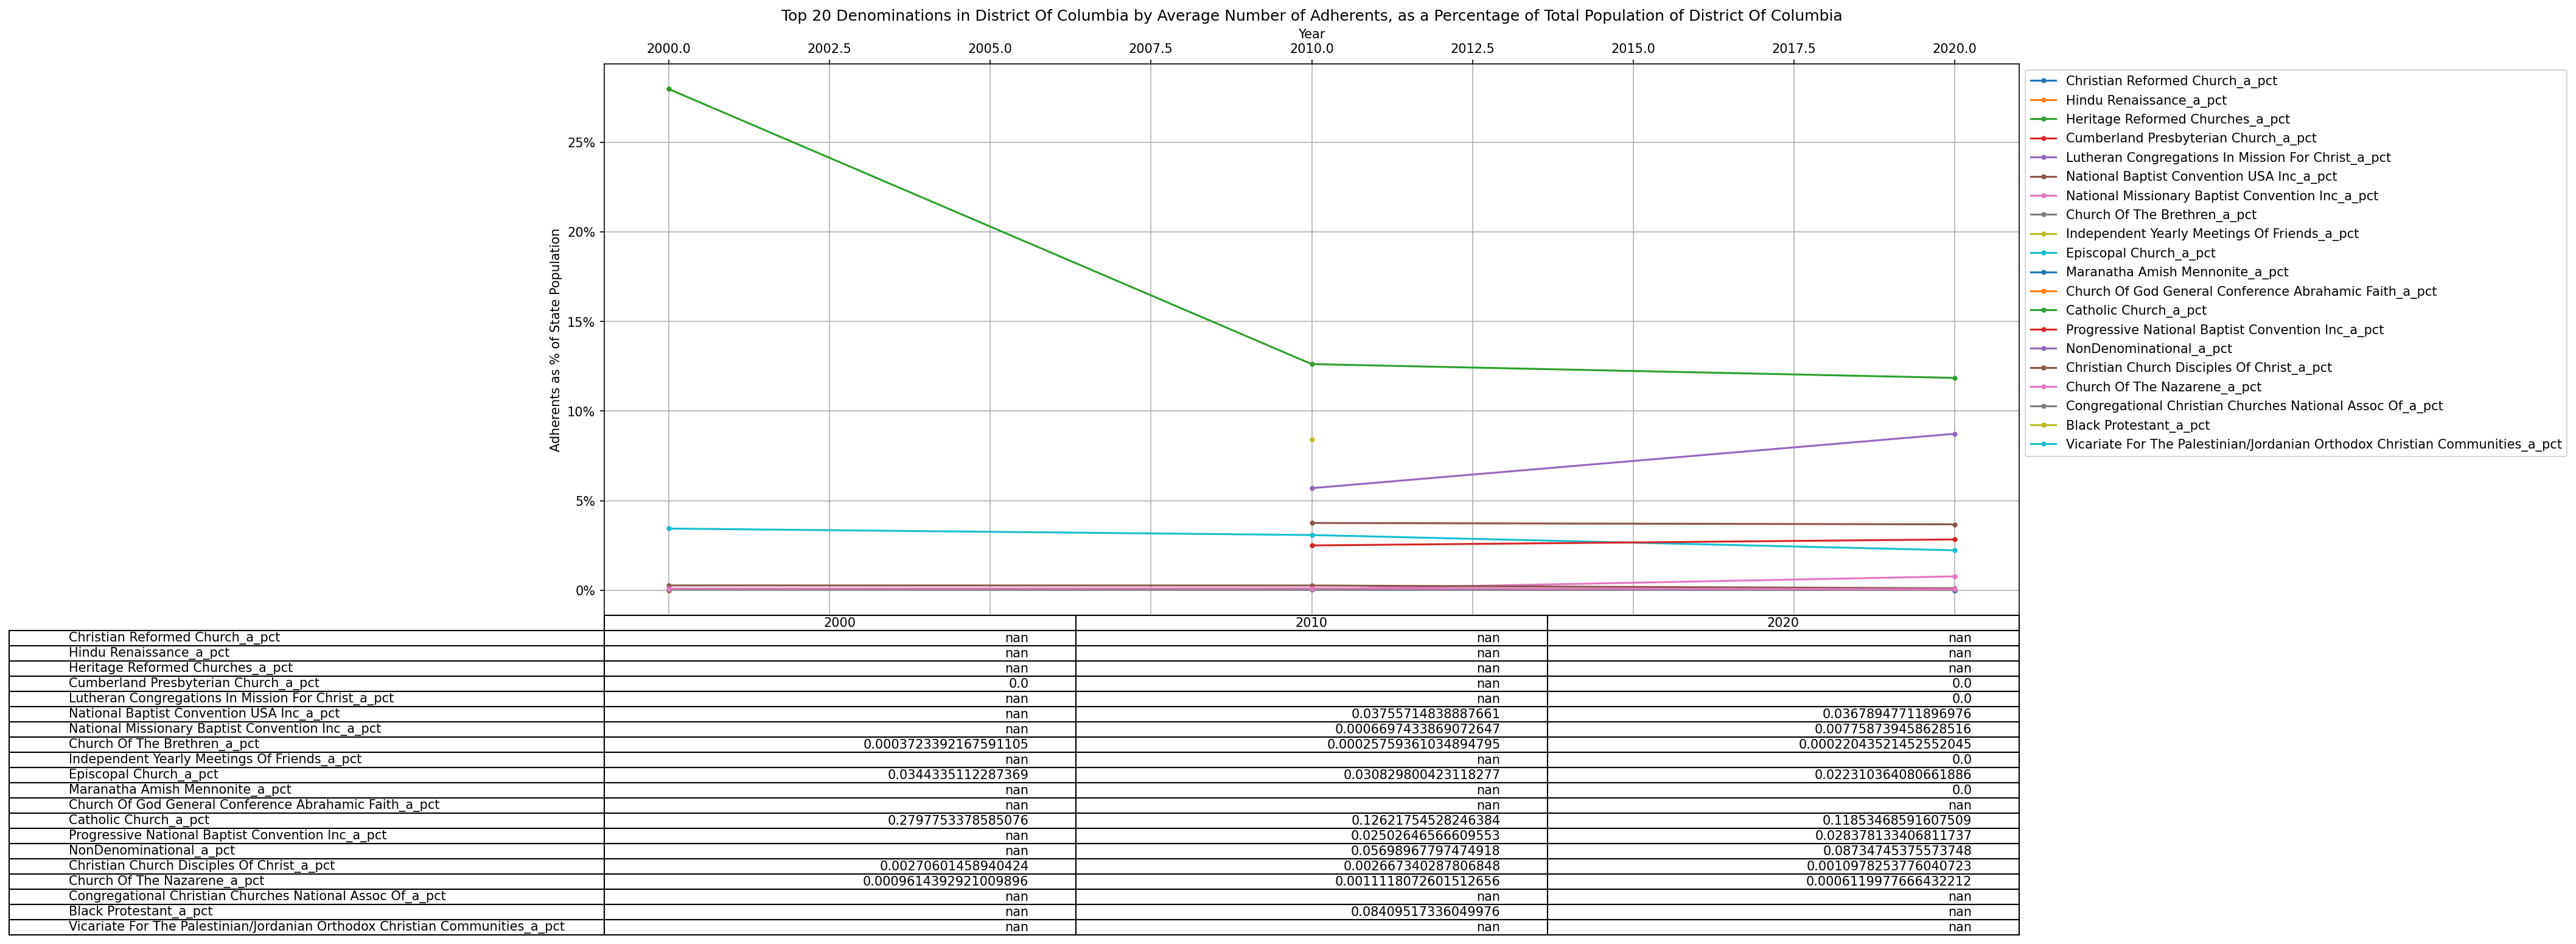 Top 20 Denominations in District Of Columbia by Average Number of Adherents, as a Percentage of Total Population of District Of Columbia
Year
2000.0 2002.5 2005.0 2007.5 2010.0 2012.5 2015.0 2017.5 2020.0
Adherents as % of State Population
25%
20%
15%
10%
5%
0%
Christian Reformed Church_a_pct
Hindu Renaissance_a_pct
Heritage Reformed Churches_a_pct
Cumberland Presbyterian Church_a_pct
Lutheran Congregations In Mission For Christ_a_pct
National Baptist Convention USA Inc_a_pct
National Missionary Baptist Convention Inc_a_pct
Church Of The Brethren_a_pct
Independent Yearly Meetings Of Friends_a_pct
Episcopal Church_a_pct
Maranatha Amish Mennonite_a_pct
Church Of God General Conference Abrahamic Faith_a_pct
Catholic Church_a_pct
Progressive National Baptist Convention Inc_a_pct
NonDenominational_a_pct
Christian Church Disciples Of Christ_a_pct
Church Of The Nazarene_a_pct
Congregational Christian Churches National Assoc Of_a_pct
Black Protestant_a_pct
Vicariate For The Palestinian/Jordanian Orthodox Christian Communities_a_pct
2000 2010 2020
Christian Reformed Church_a_pct nan nan nan
Hindu Renaissance_a_pct nan nan nan
Heritage Reformed Churches_a_pct nan nan nan
Cumberland Presbyterian Church_a_pct 0.0 nan 0.0
Lutheran Congregations In Mission For Christ_a_pct nan nan 0.0
National Baptist Convention USA Inc_a_pct nan 0.03755714838887661 0.03678947711896976
National Missionary Baptist Convention Inc_a_pct nan 0.0006697433869072647 0.007758739458628516
Church Of The Brethren_a_pct 0.0003723392167591105 0.00025759361034894795 0.00022043521452552045
Independent Yearly Meetings Of Friends_a_pct nan nan 0.0
Episcopal Church_a_pct 0.0344335112287369 0.030829800423118277 0.022310364080661886
Maranatha Amish Mennonite_a_pct nan nan 0.0
Church Of God General Conference Abrahamic Faith_a_pct nan nan nan
Catholic Church_a_pct 0.2797753378585076 0.12621754528246384 0.11853468591607509
Progressive National Baptist Convention Inc_a_pct nan 0.02502646566609553 0.028378133406811737
NonDenominational_a_pct nan 0.05698967797474918 0.08734745375573748
Christian Church Disciples Of Christ_a_pct 0.00270601458940424 0.002667340287806848 0.0010978253776040723
Church Of The Nazarene_a_pct 0.0009614392921009896 0.0011118072601512656 0.0006119977666432212
Congregational Christian Churches National Assoc Of_a_pct nan nan nan
Black Protestant_a_pct nan 0.08409517336049976 nan
Vicariate For The Palestinian/Jordanian Orthodox Christian Communities_a_pct nan nan nan